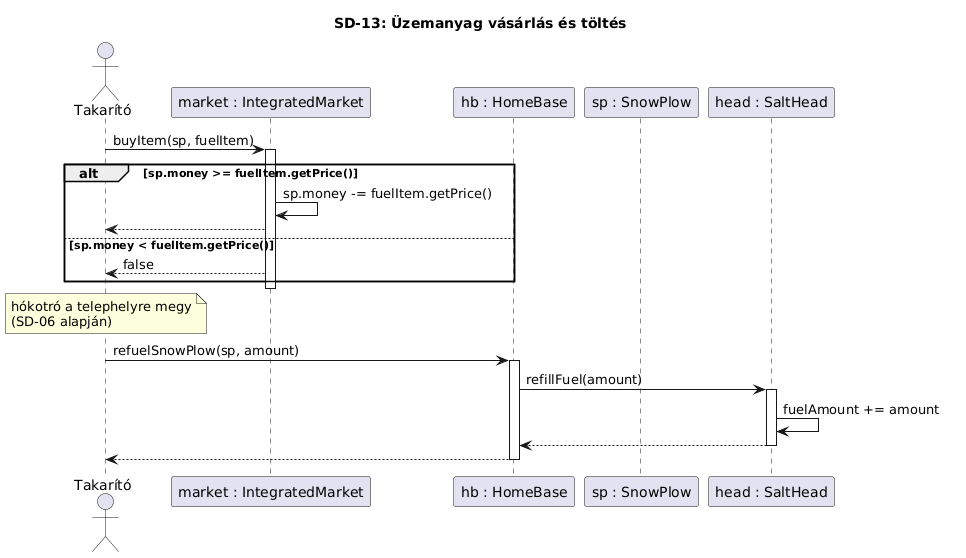 SD-13: Üzemanyag vásárlás és töltés
Takarító
market : IntegratedMarket
hb : HomeBase
sp : SnowPlow
head : SaltHead
buyItem(sp, fuelItem)
alt
[sp.money >= fuelItem.getPrice()]
sp.money -= fuelItem.getPrice()
[sp.money < fuelItem.getPrice()]
false
hókotró a telephelyre megy
(SD-06 alapján)
refuelSnowPlow(sp, amount)
refillFuel(amount)
fuelAmount += amount
Takarító
market : IntegratedMarket
hb : HomeBase
sp : SnowPlow
head : SaltHead